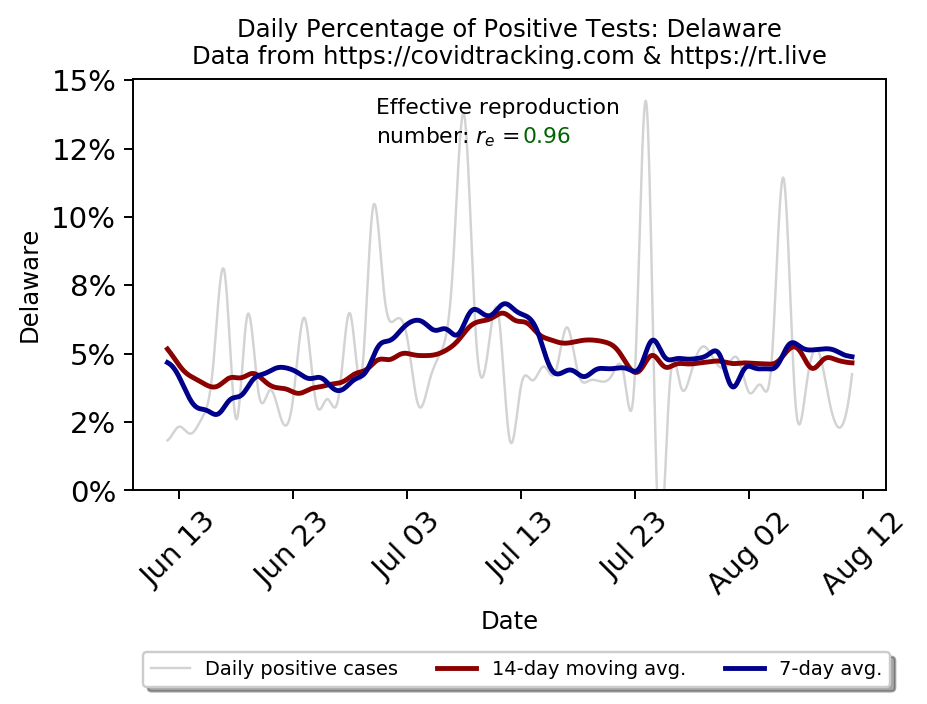 Daily Percentage of Positive Tests: Delaware
Data from https://covidtracking.com & https://rt.live
15%
12%
10%
8%
5%
2%
0%
Delaware
Effective reproduction
number: rₑ = 0.96
Jun 13
Jun 23
Jul 03
Jul 13
Jul 23
Aug 02
Aug 12
Date
Daily positive cases
14-day moving avg.
7-day avg.